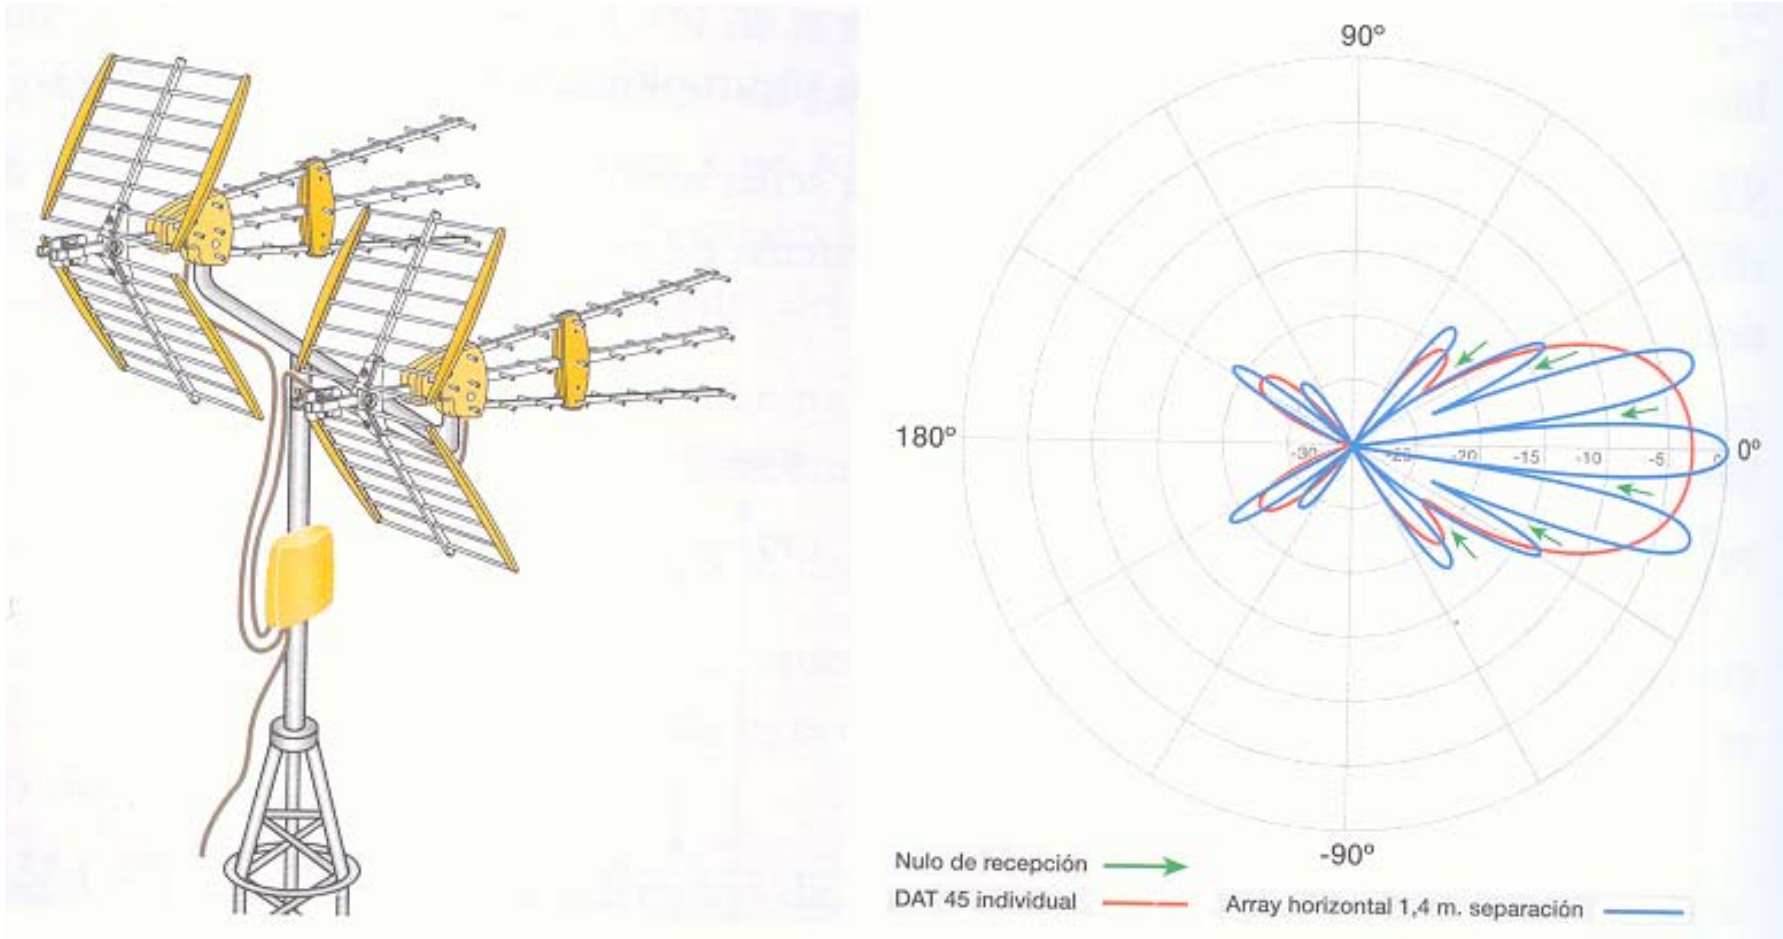 90º
180º
-30
-25
-20
-15
-10
-5
0
0º
-90º
Nulo de recepción
DAT 45 individual
Array horizontal 1,4 m. separación